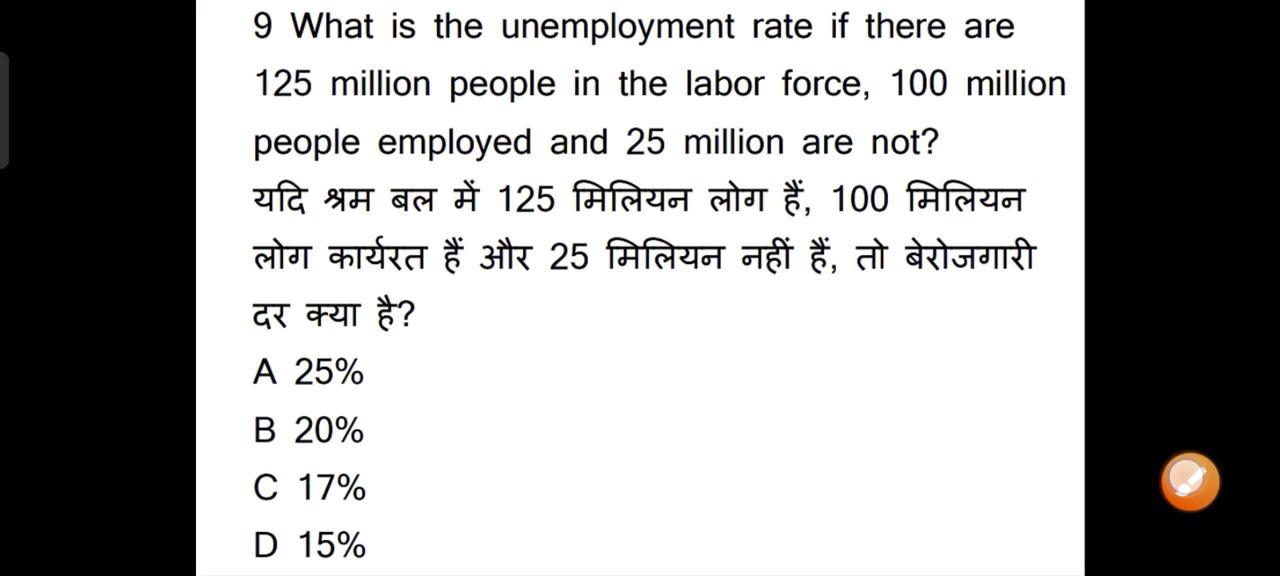 9 What is the unemployment rate if there are
125 million people in the labor force, 100 million
people employed and 25 million are not?
यदि श्रम बल में 125 मिलियन लोग हैं, 100 मिलियन
लोग कार्यरत हैं और 25 मिलियन नहीं हैं, तो बेरोजगारी
दर क्या है?
A 25%
B 20%
C 17%
D 15%